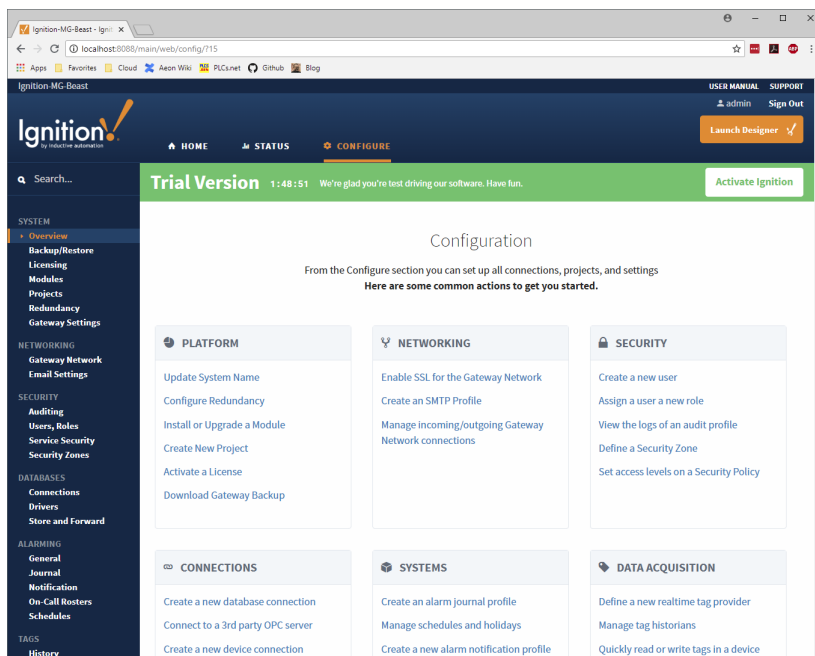 Ignition-MG-Beast - Ignit
localhost:8088/main/web/config/?15
Apps Favorites Cloud Aeon Wiki PLCs.net Github Blog
Ignition-MG-Beast
USER MANUAL SUPPORT
admin Sign Out
Ignition!
by inductive automation
HOME STATUS CONFIGURE
Launch Designer
Search...
Trial Version 1:48:51 We're glad you're test driving our software. Have fun.
Activate Ignition
SYSTEM
Overview
Backup/Restore
Licensing
Modules
Projects
Redundancy
Gateway Settings
NETWORKING
Gateway Network
Email Settings
SECURITY
Auditing
Users, Roles
Service Security
Security Zones
DATABASES
Connections
Drivers
Store and Forward
ALARMING
General
Journal
Notification
On-Call Rosters
Schedules
TAGS
History
Configuration
From the Configure section you can set up all connections, projects, and settings
Here are some common actions to get you started.
PLATFORM
Update System Name
Configure Redundancy
Install or Upgrade a Module
Create New Project
Activate a License
Download Gateway Backup
NETWORKING
Enable SSL for the Gateway Network
Create an SMTP Profile
Manage incoming/outgoing Gateway
Network connections
SECURITY
Create a new user
Assign a user a new role
View the logs of an audit profile
Define a Security Zone
Set access levels on a Security Policy
CONNECTIONS
Create a new database connection
Connect to a 3rd party OPC server
Create a new device connection
SYSTEMS
Create an alarm journal profile
Manage schedules and holidays
Create a new alarm notification profile
DATA ACQUISITION
Define a new realtime tag provider
Manage tag historians
Quickly read or write tags in a device